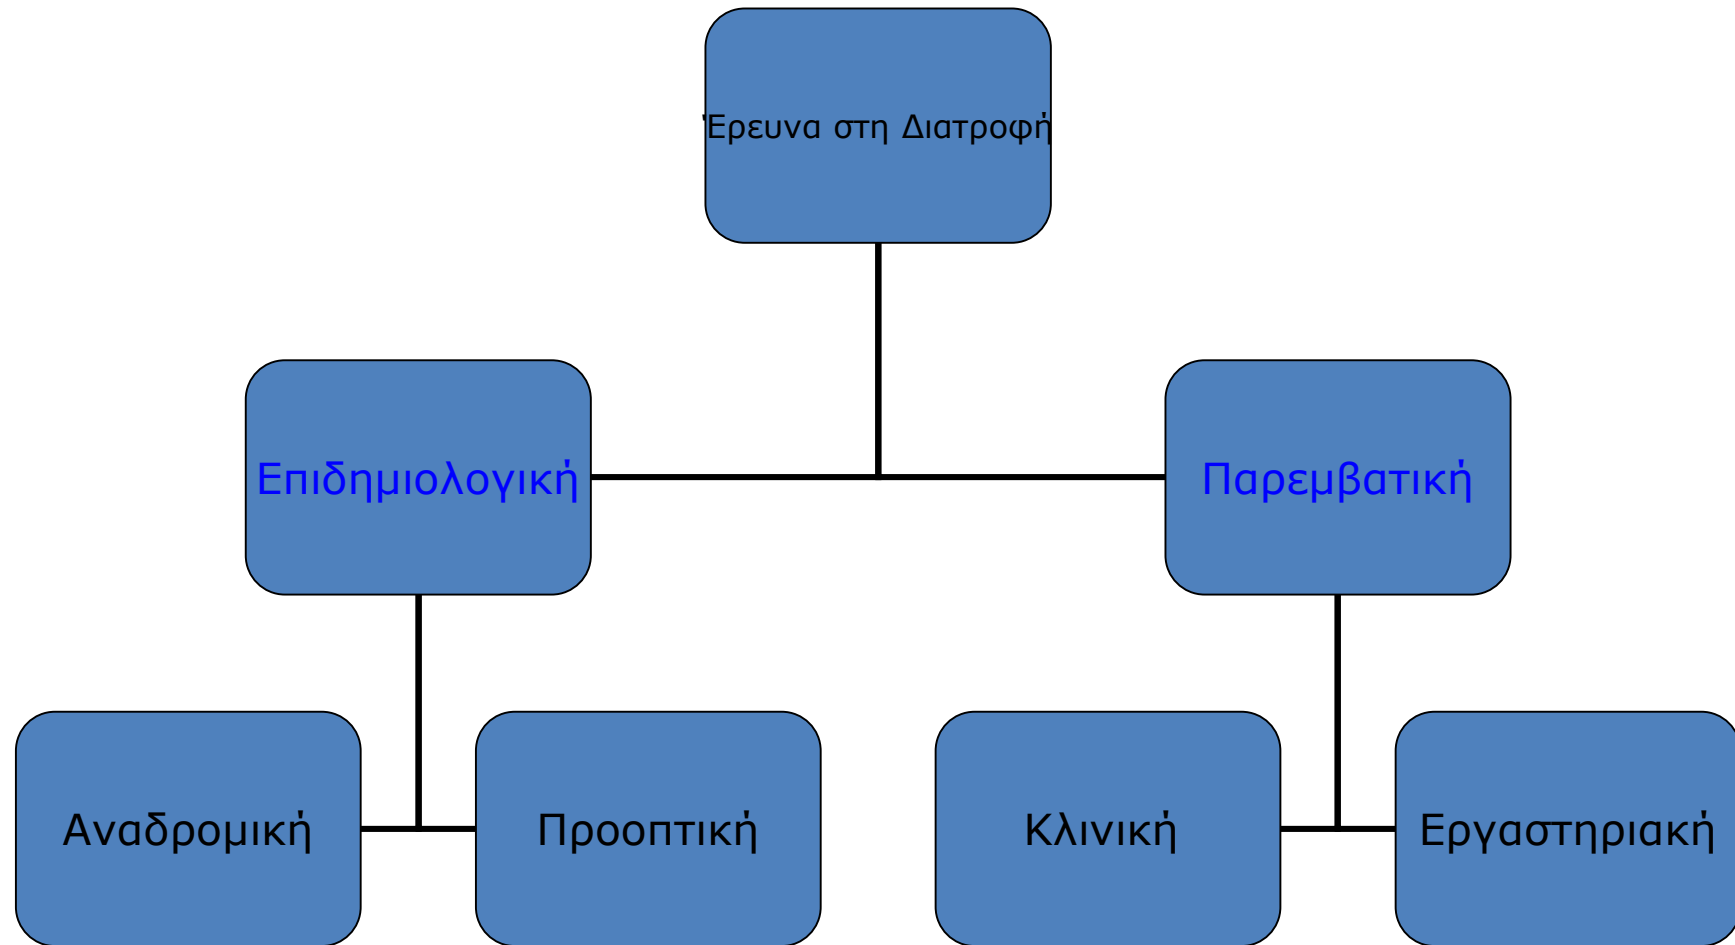 Έρευνα στη Διατροφή
Επιδημιολογική
Παρεμβατική
Αναδρομική
Προοπτική
Κλινική
Εργαστηριακή